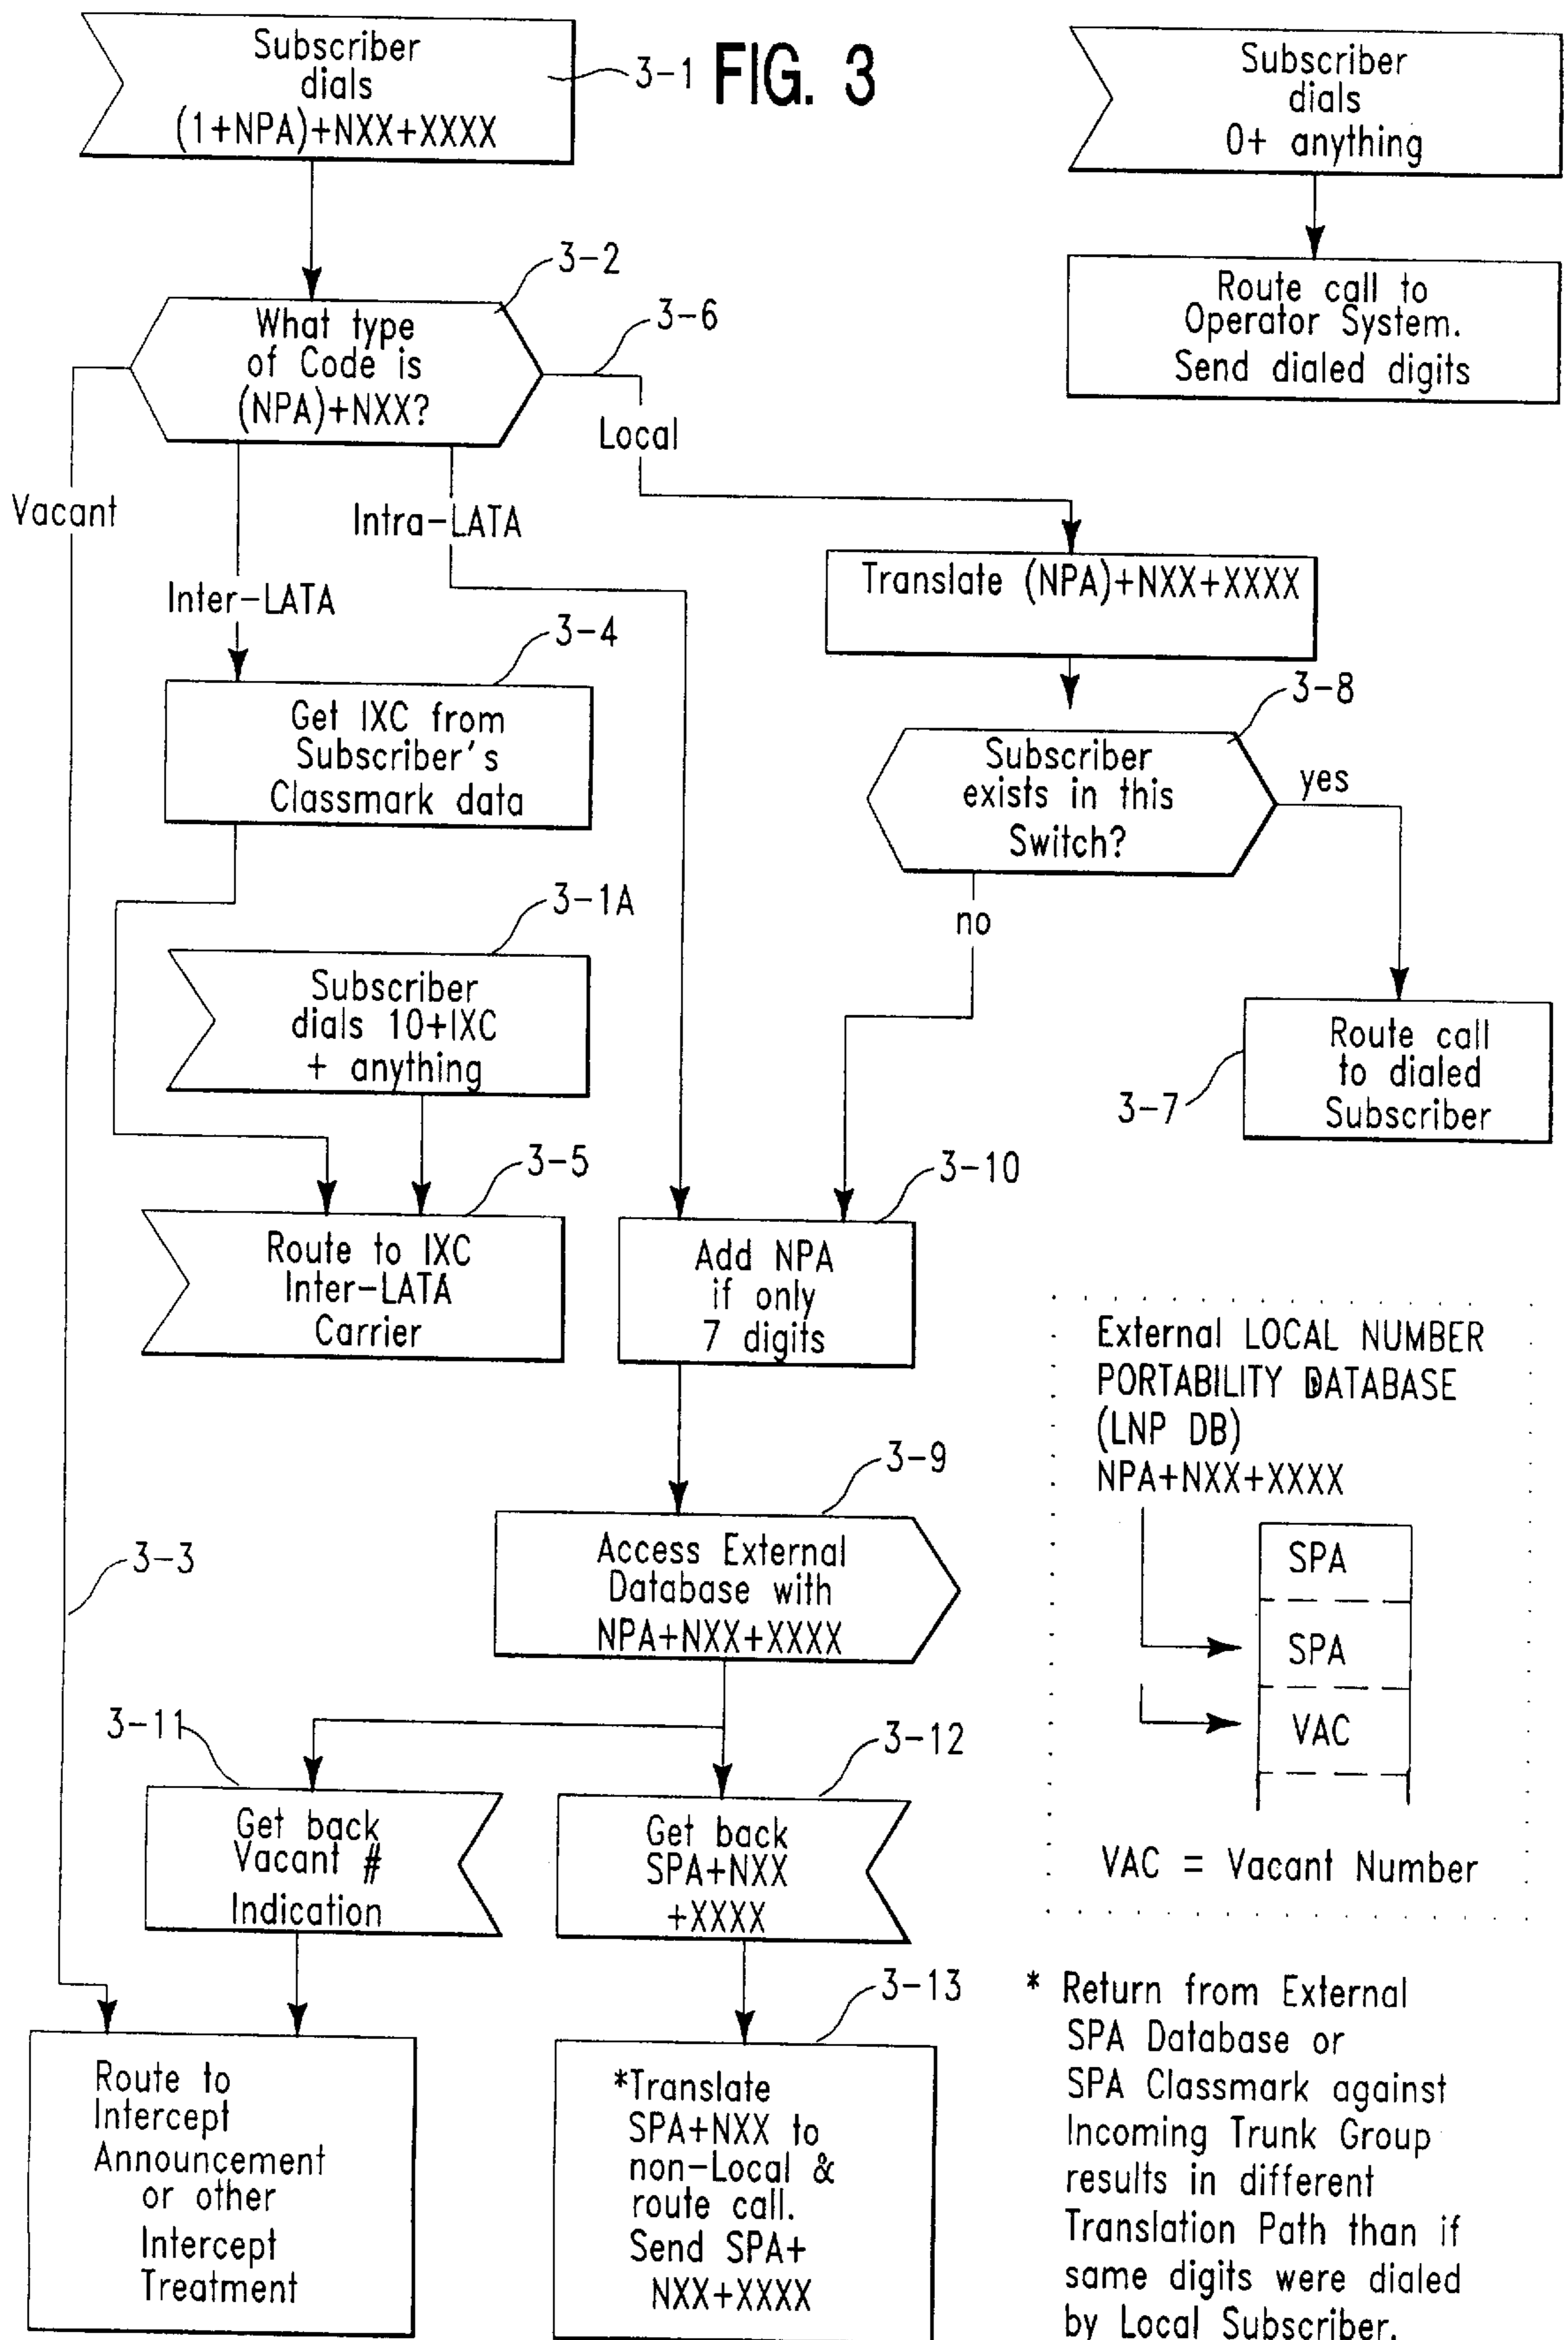 Subscriber
dials
(1+NPA)+NXX+XXXX
3-1
FIG. 3
Subscriber
dials
0+ anything
Route call to
Operator System.
Send dialed digits
3-2
What type
of Code is
(NPA)+NXX?
3-6
Local
Vacant
Intra-LATA
Inter-LATA
Translate (NPA)+NXX+XXXX
3-4
Get IXC from
Subscriber's
Classmark data
3-8
Subscriber
exists in this
Switch?
yes
no
3-1A
Subscriber
dials 10+IXC
+ anything
Route call
to dialed
Subscriber
3-7
3-5
Route to IXC
Inter-LATA
Carrier
3-10
Add NPA
if only
7 digits
External LOCAL NUMBER
PORTABILITY DATABASE
(LNP DB)
NPA+NXX+XXXX
SPA
SPA
VAC
VAC = Vacant Number
3-9
Access External
Database with
NPA+NXX+XXXX
3-3
3-11
Get back
Vacant #
Indication
3-12
Get back
SPA+NXX
+XXXX
3-13
Route to
Intercept
Announcement
or other
Intercept
Treatment
*Translate
SPA+NXX to
non-Local &
route call.
Send SPA+
NXX+XXXX
* Return from External
SPA Database or
SPA Classmark against
Incoming Trunk Group
results in different
Translation Path than if
same digits were dialed
by Local Subscriber.